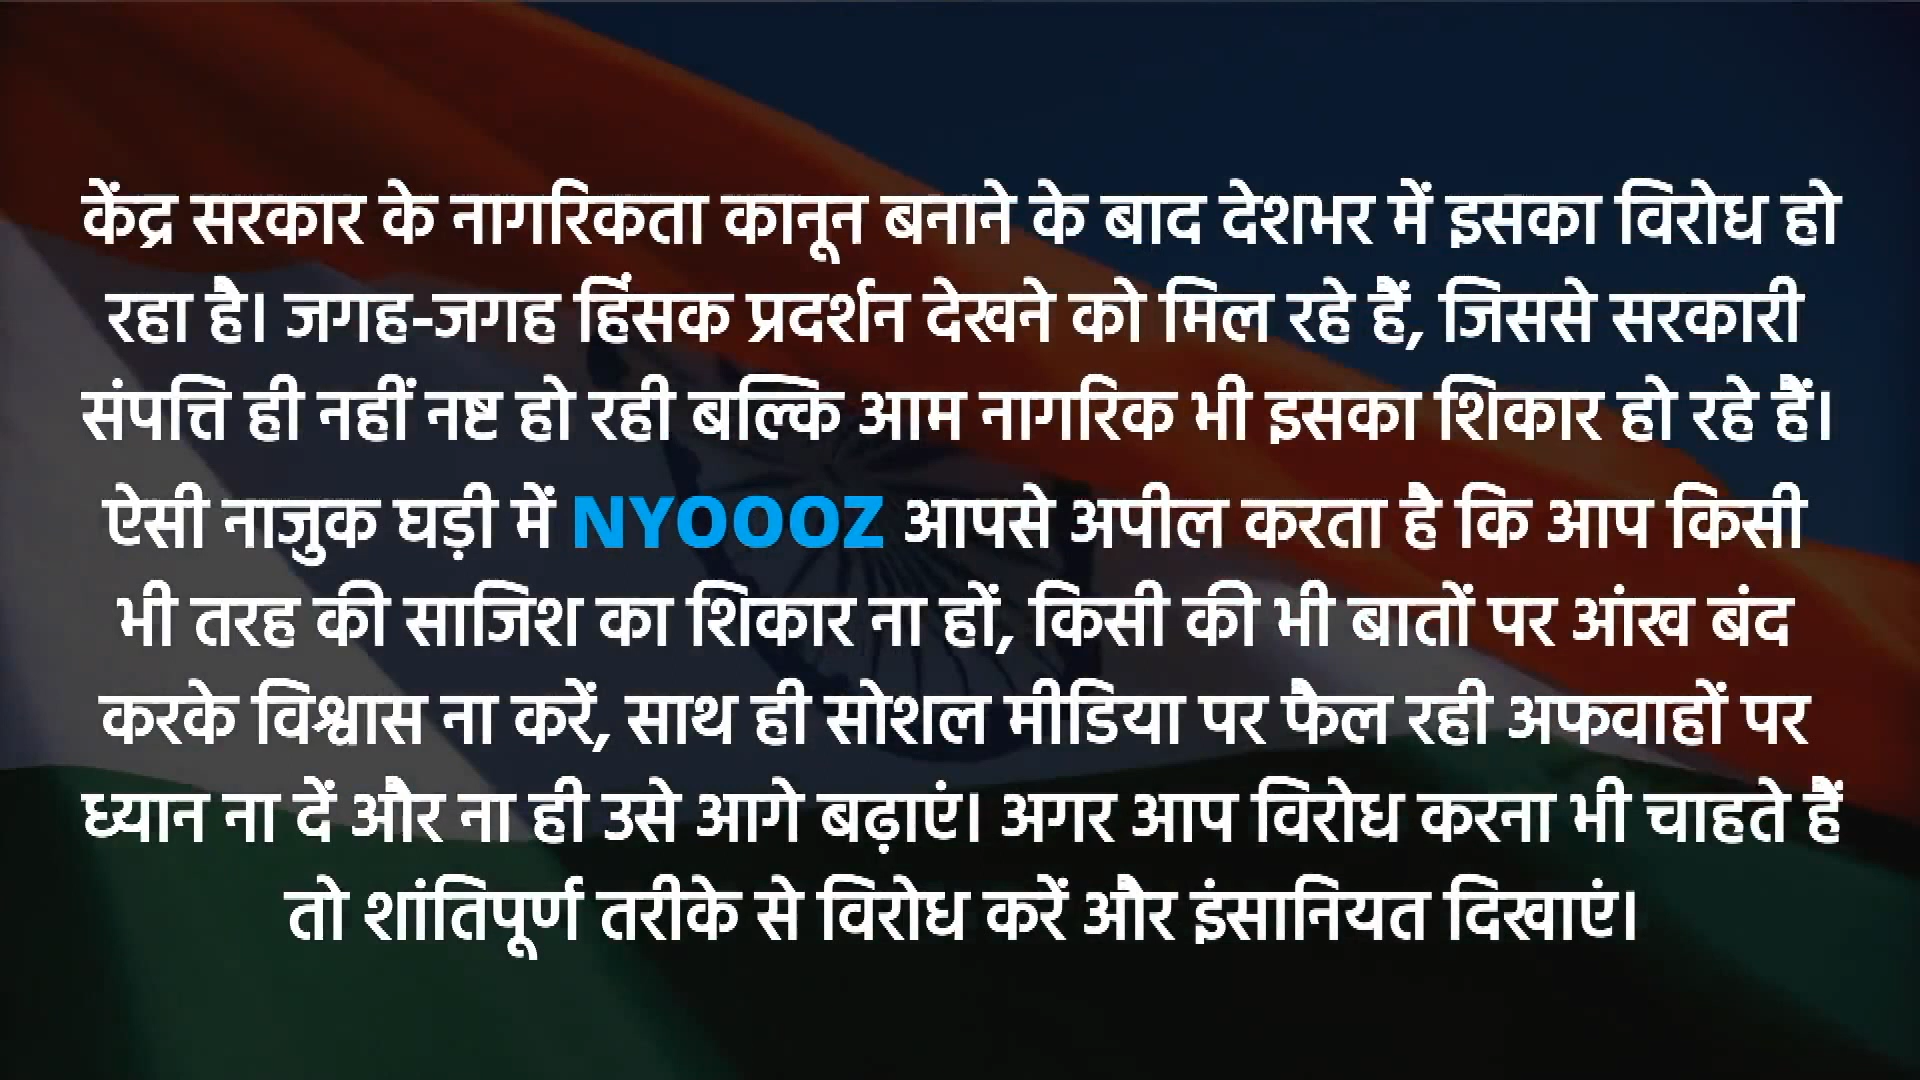 केंद्र सरकार के नागरिकता कानून बनाने के बाद देशभर में इसका विरोध हो
रहा है। जगह-जगह हिंसक प्रदर्शन देखने को मिल रहे हैं, जिससे सरकारी
संपत्ति ही नहीं नष्ट हो रही बल्कि आम नागरिक भी इसका शिकार हो रहे हैं।
ऐसी नाजुक घड़ी में NYOOOZ आपसे अपील करता है कि आप किसी
भी तरह की साजिश का शिकार ना हों, किसी की भी बातों पर आंख बंद
करके विश्वास ना करें, साथ ही सोशल मीडिया पर फैल रही अफवाहों पर
ध्यान ना दें और ना ही उसे आगे बढ़ाएं। अगर आप विरोध करना भी चाहते हैं
तो शांतिपूर्ण तरीके से विरोध करें और इंसानियत दिखाएं।